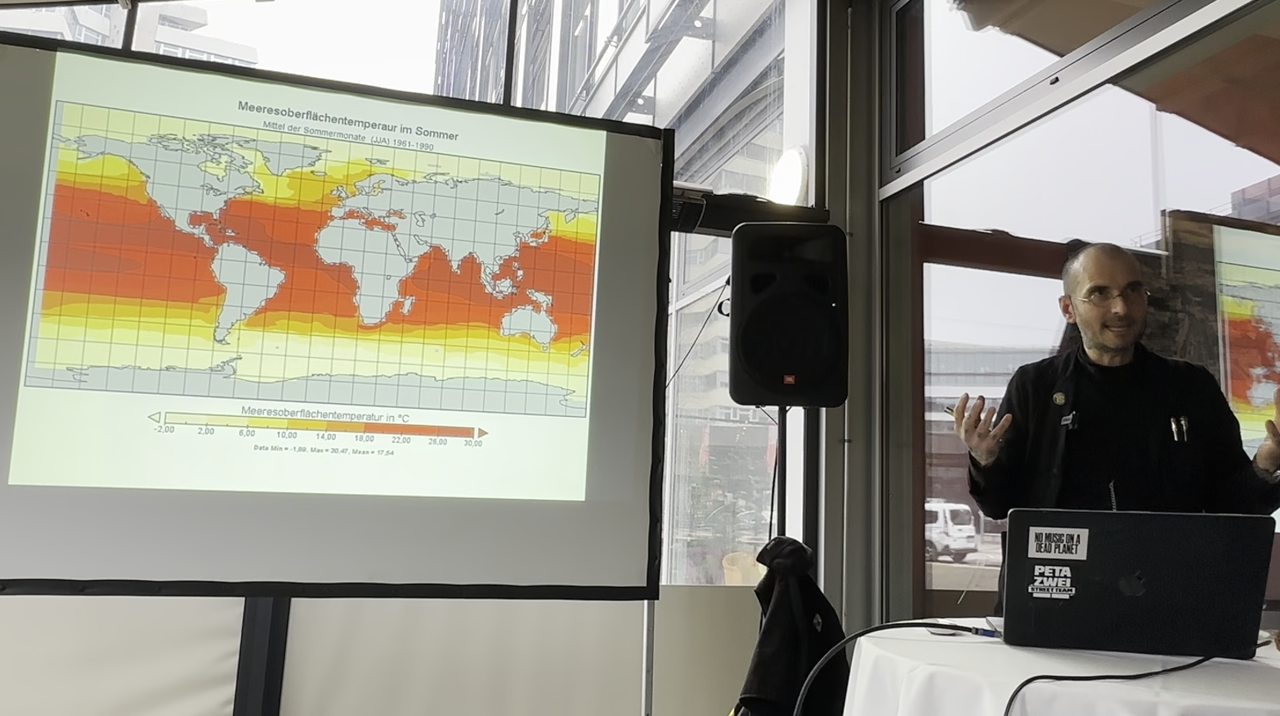 Meeresoberflächentemperaur im Sommer
Mittel der Sommermonate (JJA) 1961-1990
Meeresoberflächentemperatur in °C
-2,00 2,00 6,00 10,00 14,00 18,00 22,00 26,00 30,00
Data Min = -1,89, Max = 30,47, Mean = 17,54
JBL
NO MUSIC ON A
DEAD PLANET
PETA
ZWEI
STREET TEAM